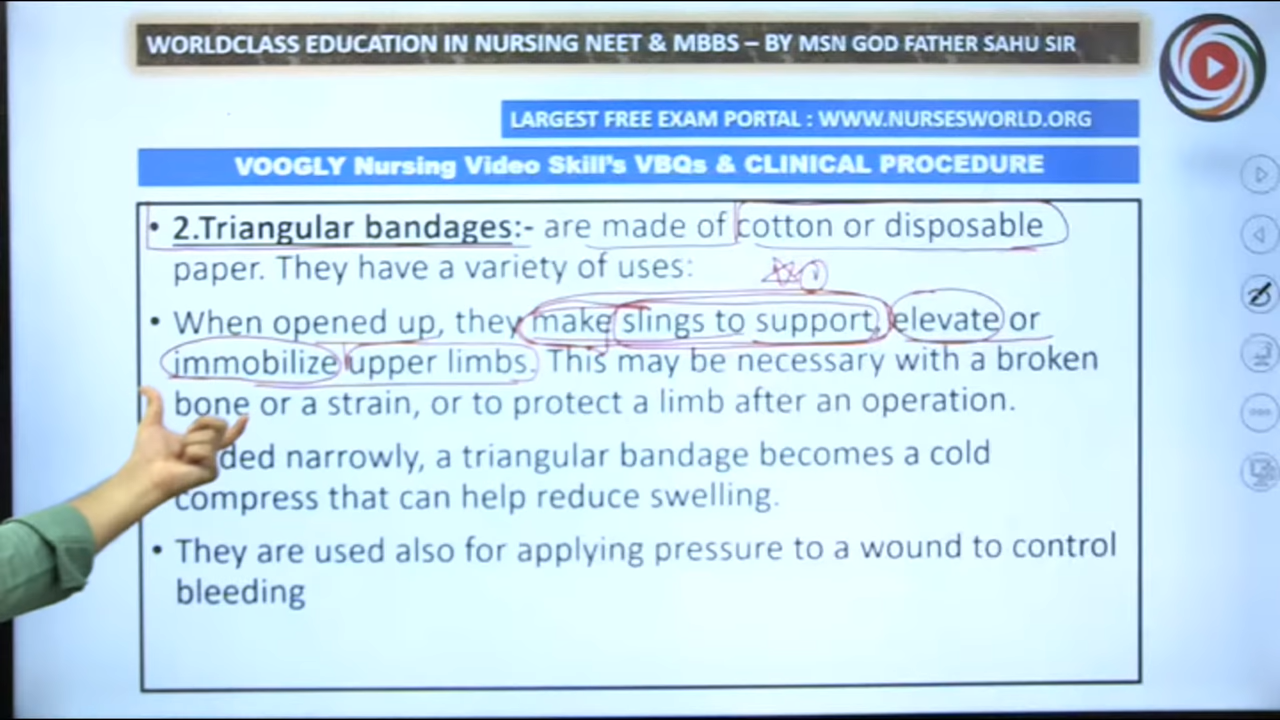 WORLDCLASS EDUCATION IN NURSING NEET & MBBS – BY MSN GOD FATHER SAHU SIR
LARGEST FREE EXAM PORTAL : WWW.NURSESWORLD.ORG
VOOGLY Nursing Video Skill's VBQs & CLINICAL PROCEDURE
• 2.Triangular bandages:- are made of cotton or disposable
paper. They have a variety of uses:
• When opened up, they make slings to support, elevate or
immobilize upper limbs. This may be necessary with a broken
bone or a strain, or to protect a limb after an operation.
narrowly, a triangular bandage becomes a cold
compress that can help reduce swelling.
• They are used also for applying pressure to a wound to control
bleeding